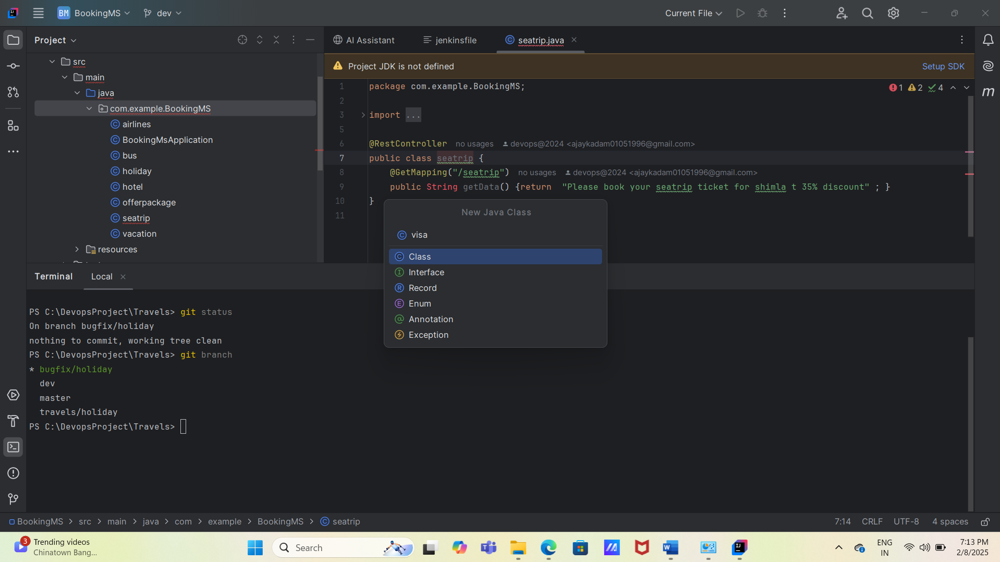 BM BookingMS dev Current File
Project
AI Assistant jenkinsfile seatrip.java
Project JDK is not defined Setup SDK
src
main
java
com.example.BookingMS
airlines
BookingMsApplication
bus
holiday
hotel
offerpackage
seatrip
vacation
resources
1 package com.example.BookingMS; 1 2 4
2
3 import ...
5
6 @RestController no usages devops@2024 <ajaykadam01051996@gmail.com>
7 public class seatrip {
8 @GetMapping("/seatrip") no usages devops@2024 <ajaykadam01051996@gmail.com>
9 public String getData() {return "Please book your seatrip ticket for shimla t 35% discount" ; }
10 }
11
New Java Class
visa
Class
Interface
Record
Enum
Annotation
Exception
Terminal Local
PS C:\DevopsProject\Travels> git status
On branch bugfix/holiday
nothing to commit, working tree clean
PS C:\DevopsProject\Travels> git branch
* bugfix/holiday
dev
master
travels/holiday
PS C:\DevopsProject\Travels>
BookingMS > src > main > java > com > example > BookingMS > seatrip 7:14 CRLF UTF-8 4 spaces
3 Trending videos
Chinatown Bang...
Search
ENG
IN
7:13 PM
2/8/2025